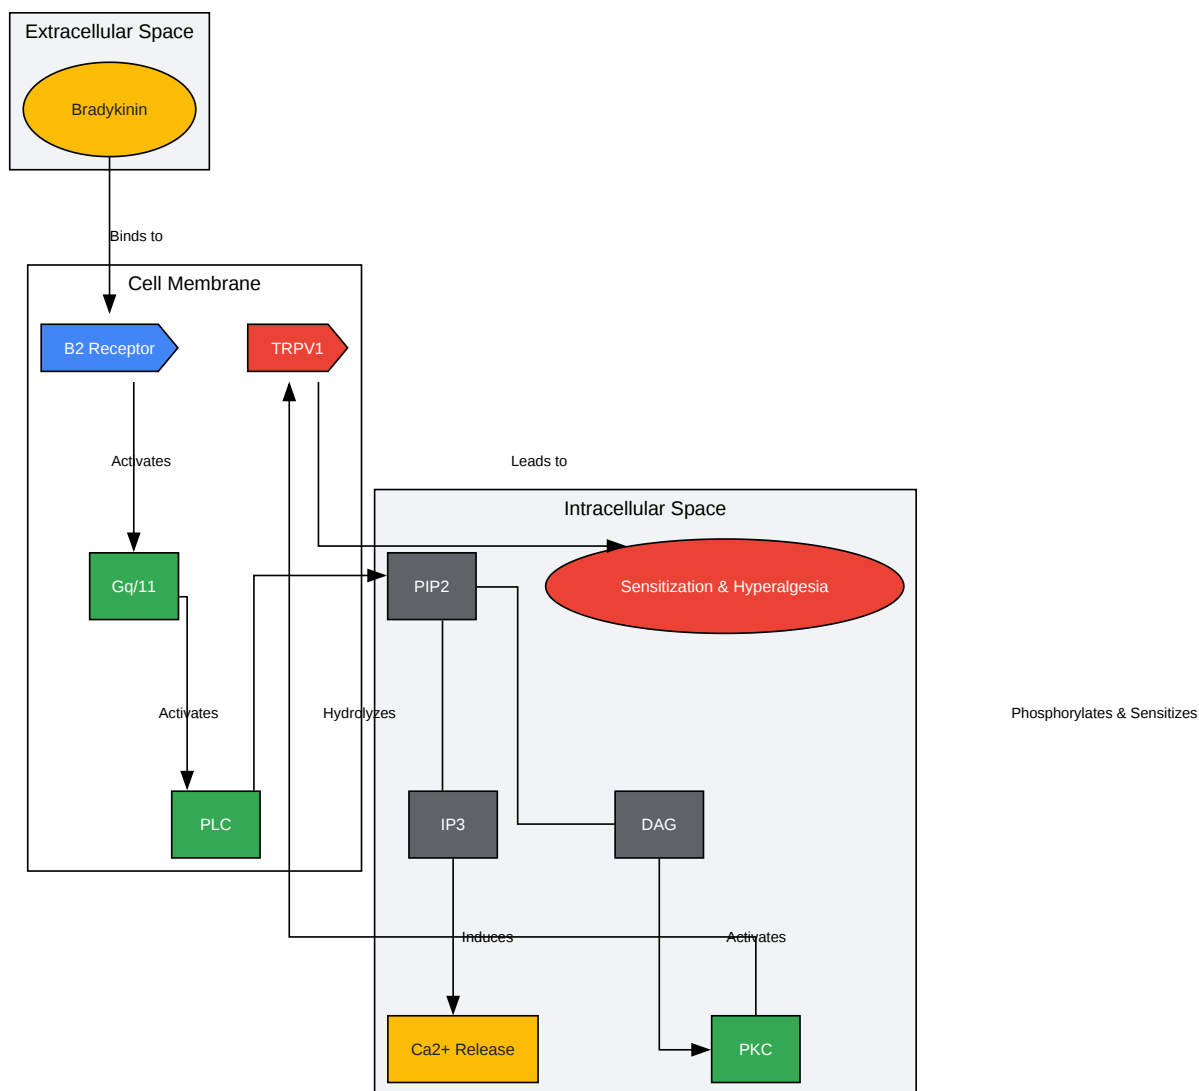 Extracellular Space
Bradykinin
Binds to
Cell Membrane
B2 Receptor
TRPV1
Activates
Leads to
Intracellular Space
Gq/11
PIP2
Sensitization & Hyperalgesia
Activates
Hydrolyzes
Phosphorylates & Sensitizes
PLC
IP3
DAG
Induces
Activates
Ca2+ Release
PKC